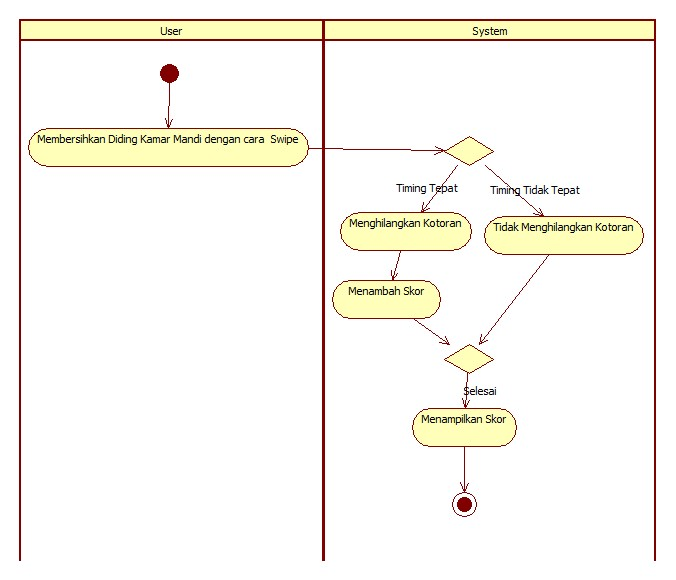 User
System
Membersihkan Diding Kamar Mandi dengan cara  Swipe
Timing Tepat
Timing Tidak Tepat
Menghilangkan Kotoran
Tidak Menghilangkan Kotoran
Menambah Skor
Selesai
Menampilkan Skor